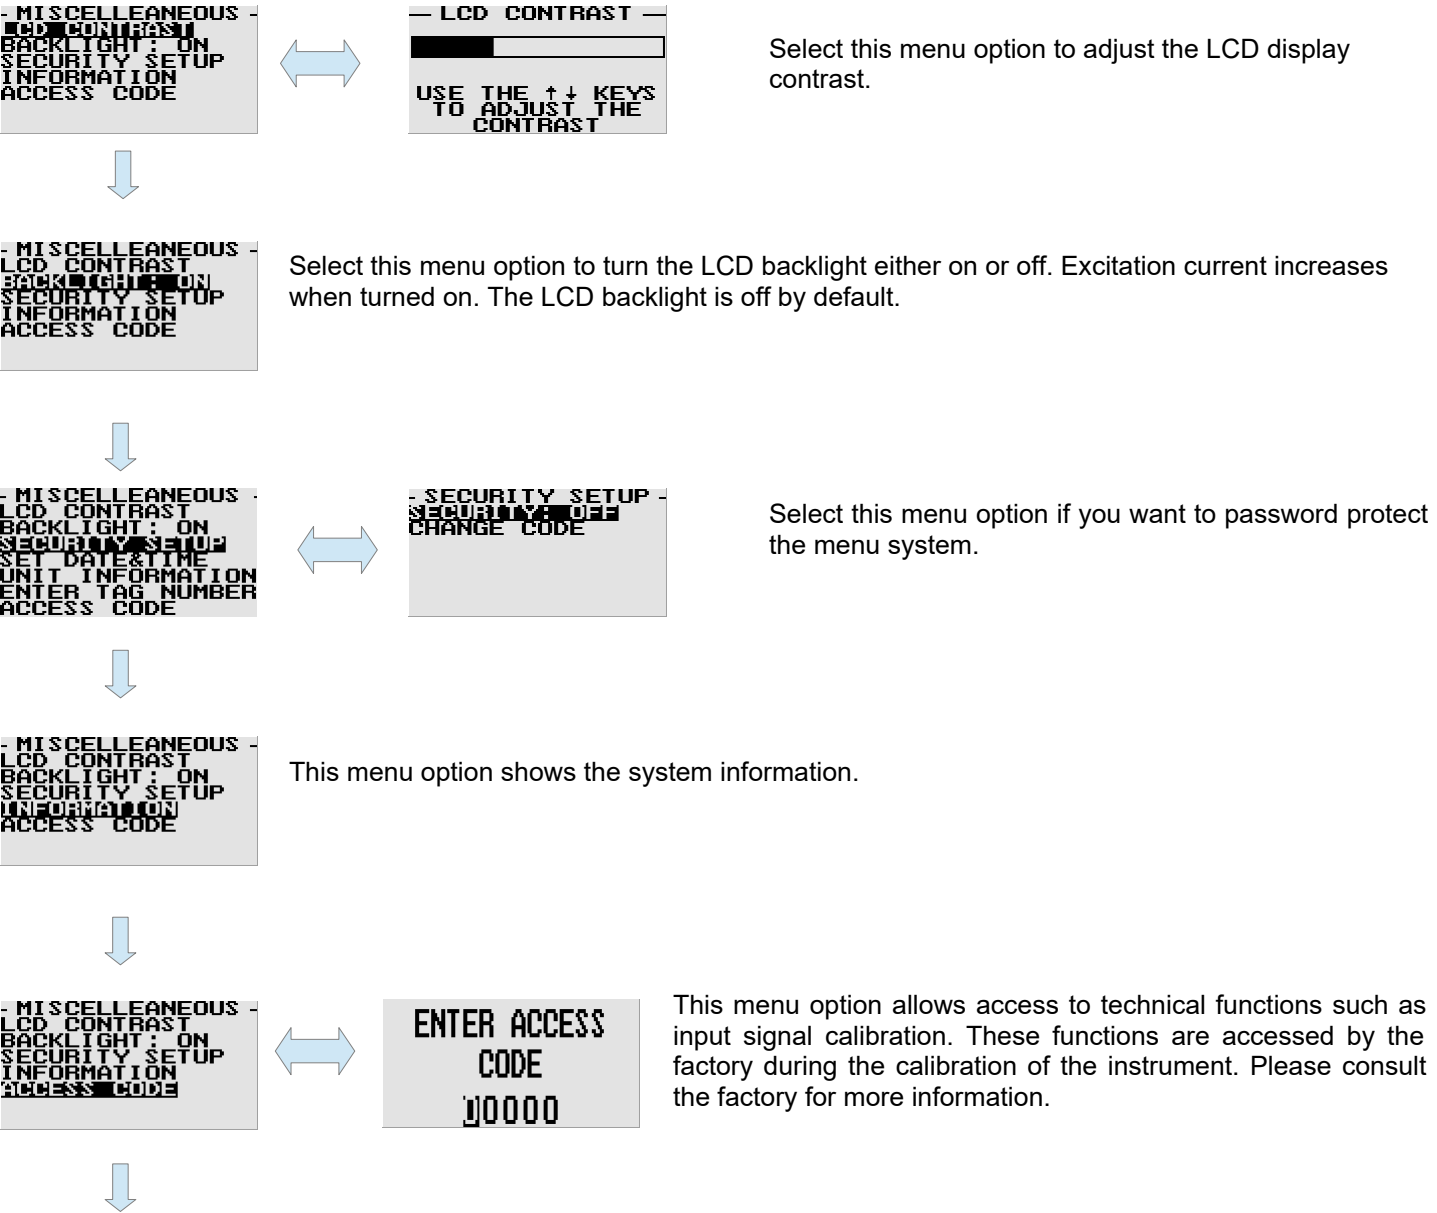 - MISCELLEANEOUS -
LCD CONTRAST
BACKLIGHT: ON
SECURITY SETUP
INFORMATION
ACCESS CODE
— LCD CONTRAST —
USE THE ↑↓ KEYS
TO ADJUST THE
CONTRAST
Select this menu option to adjust the LCD display
contrast.
- MISCELLEANEOUS -
LCD CONTRAST
BACKLIGHT: ON
SECURITY SETUP
INFORMATION
ACCESS CODE
Select this menu option to turn the LCD backlight either on or off. Excitation current increases
when turned on. The LCD backlight is off by default.
- MISCELLEANEOUS -
LCD CONTRAST
BACKLIGHT: ON
SECURITY SETUP
SET DATE&TIME
UNIT INFORMATION
ENTER TAG NUMBER
ACCESS CODE
- SECURITY SETUP -
SECURITY: OFF
CHANGE CODE
Select this menu option if you want to password protect
the menu system.
- MISCELLEANEOUS -
LCD CONTRAST
BACKLIGHT: ON
SECURITY SETUP
INFORMATION
ACCESS CODE
This menu option shows the system information.
- MISCELLEANEOUS -
LCD CONTRAST
BACKLIGHT: ON
SECURITY SETUP
INFORMATION
ACCESS CODE
ENTER ACCESS
CODE
00000
This menu option allows access to technical functions such as
input signal calibration. These functions are accessed by the
factory during the calibration of the instrument. Please consult
the factory for more information.